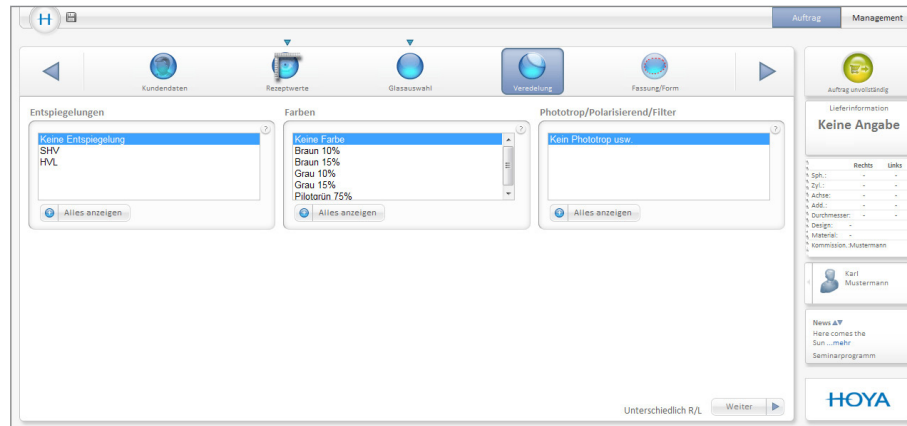 H
Auftrag Management
Kundendaten Rezeptwerte Glasauswahl Veredelung Fassung/Form
Auftrag unvollständig
Lieferinformation
Keine Angabe
Entspiegelungen
Keine Entspiegelung
SHV
HVL
Alles anzeigen
Farben
Keine Farbe
Braun 10%
Braun 15%
Grau 10%
Grau 15%
Pilotgrün 75%
Alles anzeigen
Phototrop/Polarisierend/Filter
Kein Phototrop usw.
Alles anzeigen
Rechts Links
Sph.: - -
Zyl.: - -
Achse: - -
Add.: - -
Durchmesser: - -
Design: -
Material: -
Kommission.:Mustermann
Karl
Mustermann
News
Here comes the
Sun ...mehr
Seminarprogramm
Unterschiedlich R/L Weiter
HOYA